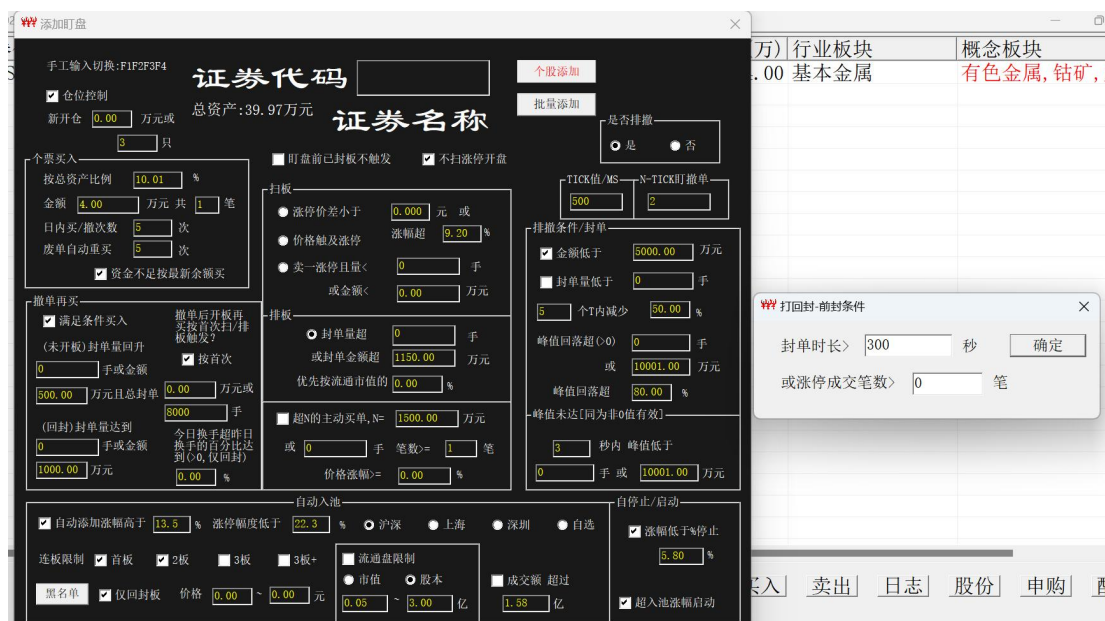 添加盯盘
手工输入切换:F1F2F3F4
证券代码
个股添加
仓位控制
总资产:39.97万元
批量添加
新开仓 0.00 万元或
证券名称
3 只
是否排撤
是 否
个票买入
盯盘前已封板不触发 不扫涨停开盘
按总资产比例 10.01 %
金额 4.00 万元 共 1 笔
日内买/撤次数 5 次
废单自动重买 5 次
资金不足按最新余额买
扫板
涨停价差小于 0.000 元 或
价格触及涨停 涨幅超 9.20 %
卖一涨停且量< 0 手
或金额< 0.00 万元
TICK值/MS N-TICK盯撤单
500 2
排撤条件/封单
金额低于 5000.00 万元
封单量低于 0 手
5 个T内减少 50.00 %
峰值回落超(>0) 0 手
或 10001.00 万元
峰值回落超 80.00 %
撤单再买
满足条件买入
撤单后开板再
买按首次扫/排
板触发?
(未开板)封单量回升
按首次
0 手或金额
500.00 万元且总封单 0.00 万元或
8000 手
(回封)封单量达到
0 手或金额
1000.00 万元
今日换手超昨日
换手的百分比达
到(>0,仅回封)
0.00 %
排板
封单量超 0 手
或封单金额超 1150.00 万元
优先按流通市值的 0.00 %
超N的主动买单,N= 1500.00 万元
或 0 手 笔数>= 1 笔
价格涨幅>= 0.00 %
峰值未达[同为非0值有效]
3 秒内 峰值低于
0 手 或 10001.00 万元
自动入池
自动添加涨幅高于 13.5 % 涨停幅度低于 22.3 % 沪深 上海 深圳 自选
连板限制 首板 2板 3板 3板+
流通盘限制
市值 股本
0.05 ~ 3.00 亿
成交额 超过
1.58 亿
黑名单 仅回封板 价格 0.00 ~ 0.00 元
自停止/启动
涨幅低于%停止
5.80 %
超入池涨幅启动
万) 行业板块 概念板块
.00 基本金属 有色金属,钴矿,
打回封-前封条件
封单时长> 300 秒 确定
或涨停成交笔数> 0 笔
卖出 日志 股份 申购